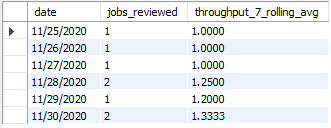 date jobs_reviewed throughput_7_rolling_avg
11/25/2020 1 1.0000
11/26/2020 1 1.0000
11/27/2020 1 1.0000
11/28/2020 2 1.2500
11/29/2020 1 1.2000
11/30/2020 2 1.3333